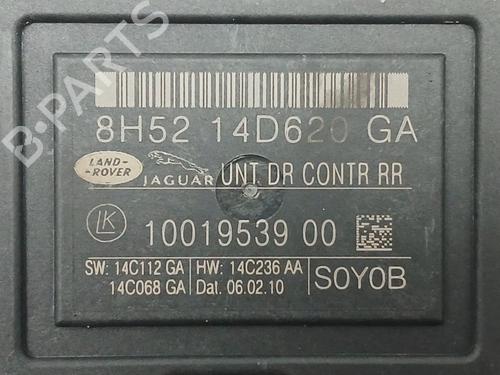 B-PARTS
8H52 14D620 GA
LAND-
-ROVER
JAGUAR
UNT. DR CONTR RR
LK
10019539 00
SW: 14C112 GA
14C068 GA
HW: 14C236 AA
Dat. 06.02.10
S0Y0B